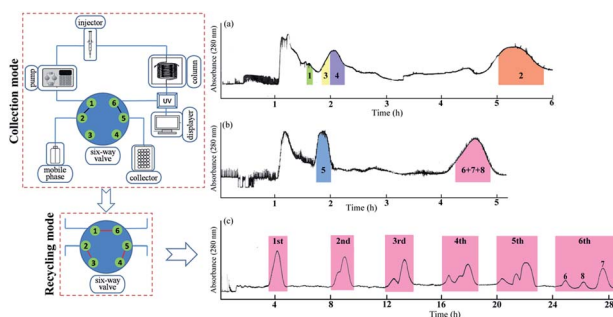 Collection mode
injector
pump
column
UV
displayer
1 6
2 5
3 4
six-way
valve
mobile
phase
collector
Recycling mode
1 6
2 5
3 4
six-way
valve
(a)
Absorbance (280 nm)
1 3 4 2
1 2 3 4 5 6
Time (h)
(b)
Absorbance (280 nm)
5 6+7+8
1 2 3 4 5
Time (h)
(c)
Absorbance (280 nm)
1st 2nd 3rd 4th 5th 6th
6 8 7
4 8 12 16 20 24 28
Time (h)